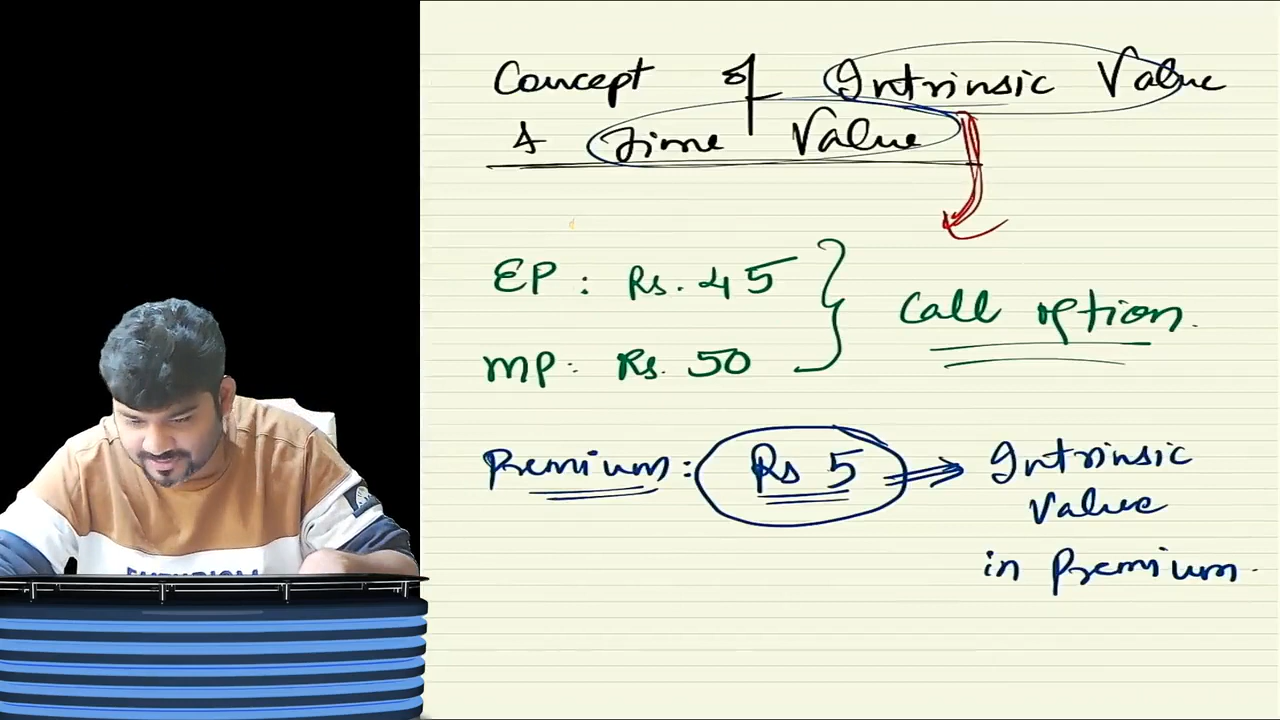 Concept of Intrinsic Value
& Time Value
EP : Rs. 45
MP : Rs. 50
Call option.
Premium : Rs 5 ⇒ Intrinsic
Value
in Premium.